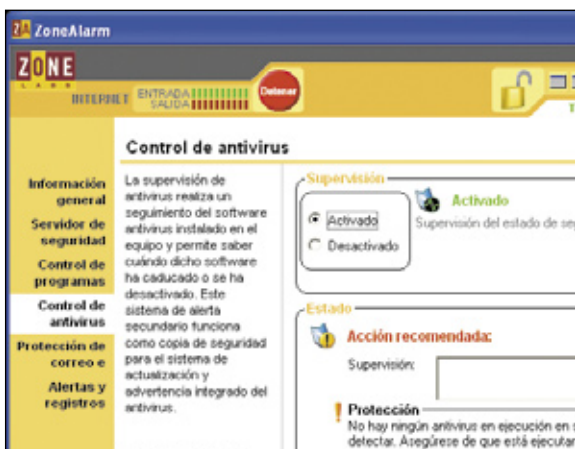 ZA ZoneAlarm
ZONE
LABS
INTERNET
ENTRADA
SALIDA
Detener
Control de antivirus
Información
general
Servidor de
seguridad
Control de
programas
Control de
antivirus
Protección de
correo e
Alertas y
registros
La supervisión de
antivirus realiza un
seguimiento del software
antivirus instalado en el
equipo y permite saber
cuándo dicho software
ha caducado o se ha
desactivado. Este
sistema de alerta
secundario funciona
como copia de seguridad
para el sistema de
actualización y
advertencia integrado del
antivirus.
Supervisión
Activado
Desactivado
Activado
Supervisión del estado de se
Estado
Acción recomendada:
Supervisión:
Protección
No hay ningún antivirus en ejecución en s
detectar. Asegúrese de que está ejecutar